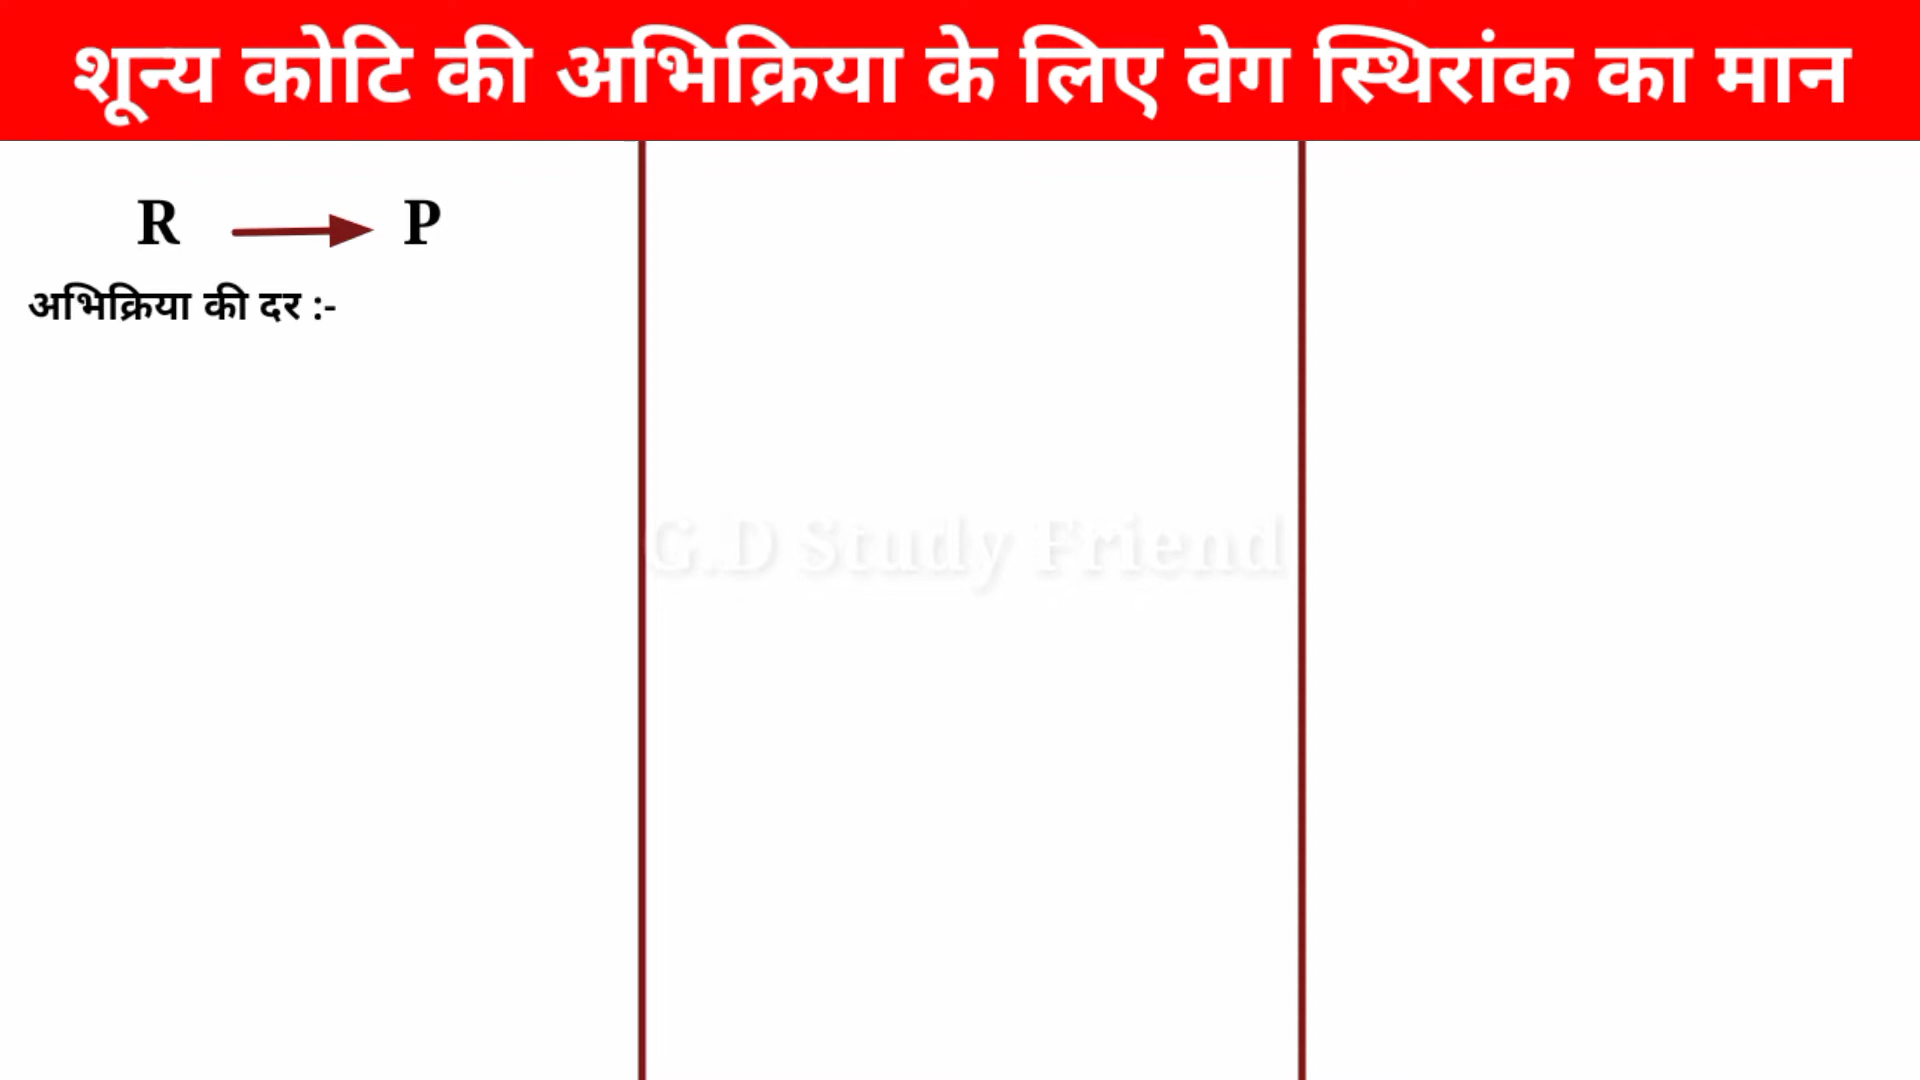 शून्य कोटि की अभिक्रिया के लिए वेग स्थिरांक का मान
R → P
अभिक्रिया की दर :-
G.D Study Friend